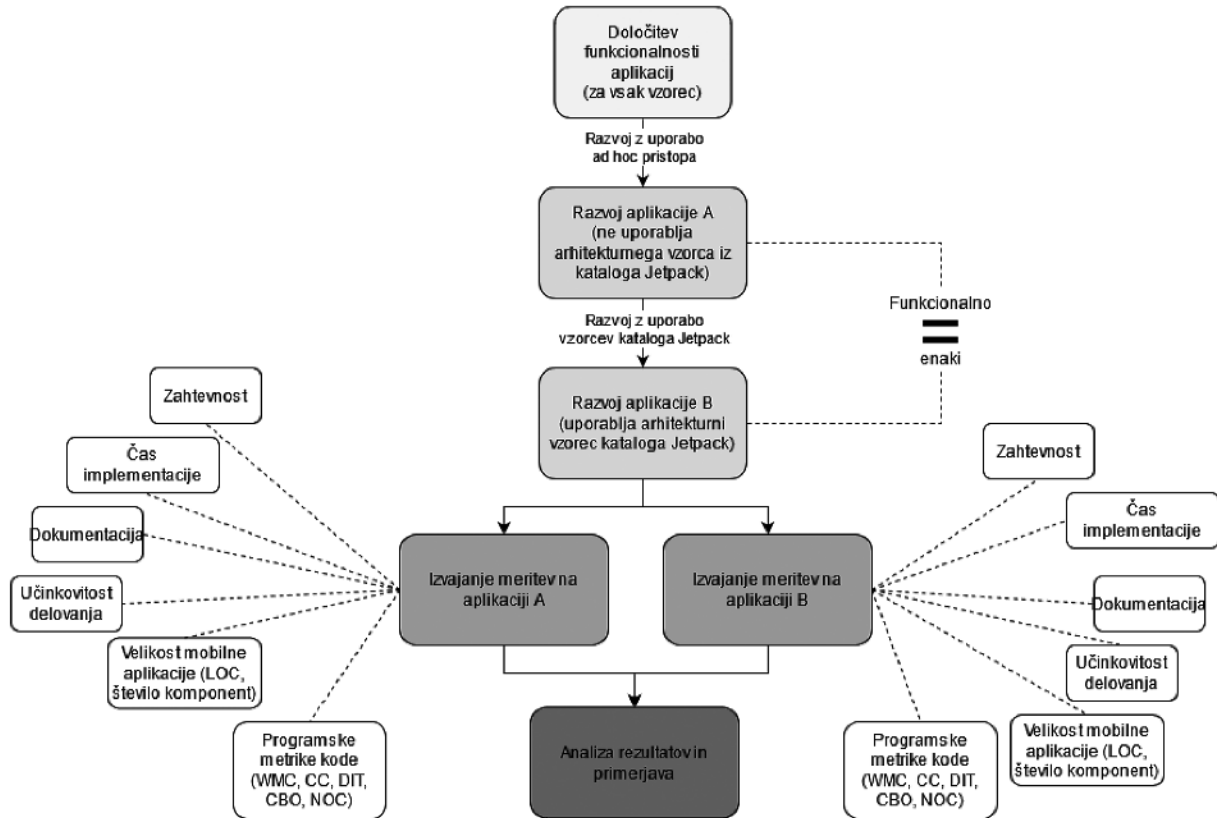 Določitev
funkcionalnosti
aplikacij
(za vsak vzorec)
Razvoj z uporabo
ad hoc pristopa
Razvoj aplikacije A
(ne uporablja
arhitekturnega vzorca iz
kataloga Jetpack)
Razvoj z uporabo
vzorcev kataloga Jetpack
Funkcionalno
enaki
Razvoj aplikacije B
(uporablja arhitekturni
vzorec kataloga Jetpack)
Zahtevnost
Čas
implementacije
Dokumentacija
Učinkovitost
delovanja
Velikost mobilne
aplikacije (LOC,
število komponent)
Programske
metrike kode
(WMC, CC, DIT,
CBO, NOC)
Izvajanje meritev na
aplikaciji A
Izvajanje meritev na
aplikaciji B
Zahtevnost
Čas
implementacije
Dokumentacija
Učinkovitost
delovanja
Velikost mobilne
aplikacije (LOC,
število komponent)
Programske
metrike kode
(WMC, CC, DIT,
CBO, NOC)
Analiza rezultatov in
primerjava